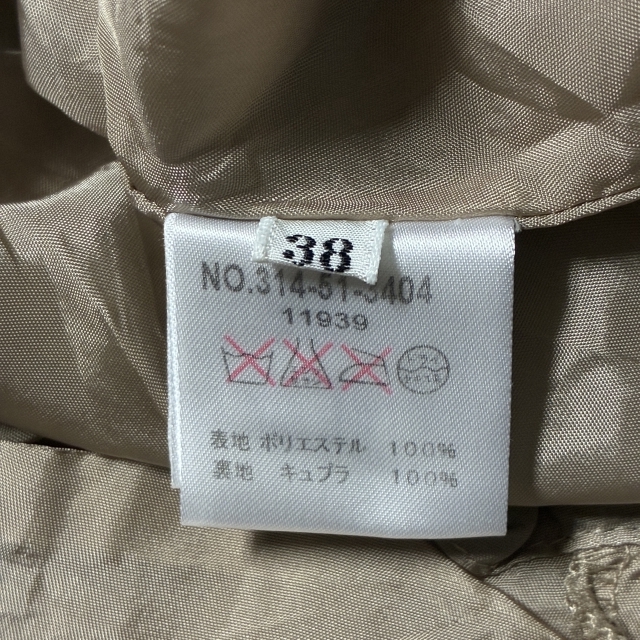 38
NO.314-51-3404
11939
表地 ポリエステル 100%
裏地 キュプラ 100%